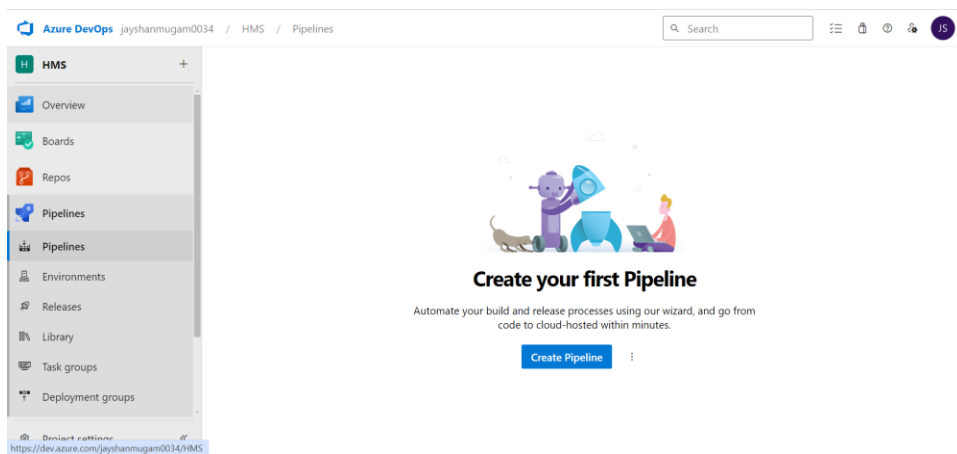 Azure DevOps jayshanmugam0034 / HMS / Pipelines Search JS
H HMS +
Overview
Boards
Repos
Pipelines
Pipelines
Environments
Releases
Library
Task groups
Deployment groups
Project settings
https://dev.azure.com/jayshanmugam0034/HMS
Create your first Pipeline
Automate your build and release processes using our wizard, and go from
code to cloud-hosted within minutes.
Create Pipeline